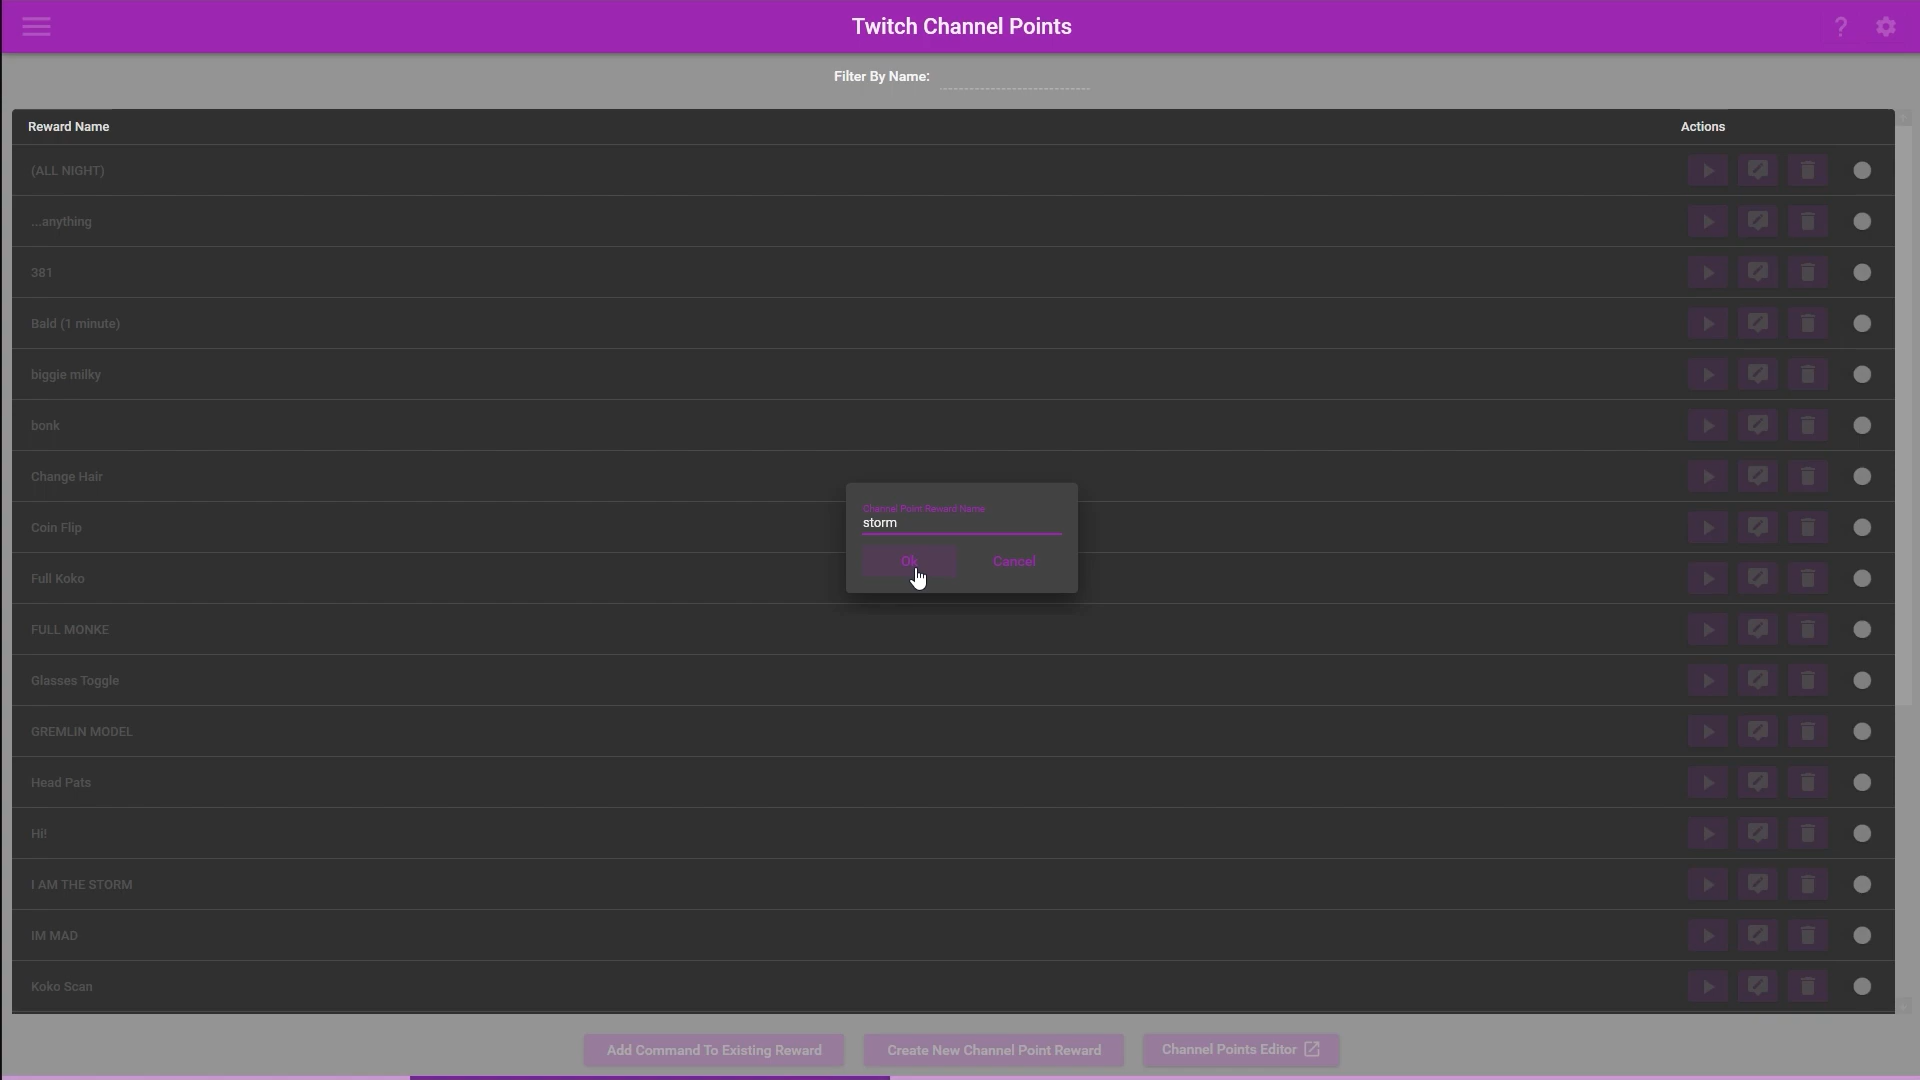 Twitch Channel Points
?
Filter By Name:
Reward Name Actions
(ALL NIGHT)
...anything
381
Bald (1 minute)
biggie milky
bonk
Change Hair
Channel Point Reward Name
storm
Coin Flip
Ok Cancel
Full Koko
FULL MONKE
Glasses Toggle
GREMLIN MODEL
Head Pats
Hi!
I AM THE STORM
IM MAD
Koko Scan
Add Command To Existing Reward Create New Channel Point Reward Channel Points Editor